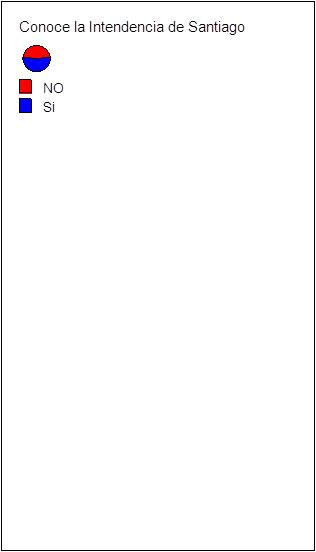 Conoce la Intendencia de Santiago
NO
Si